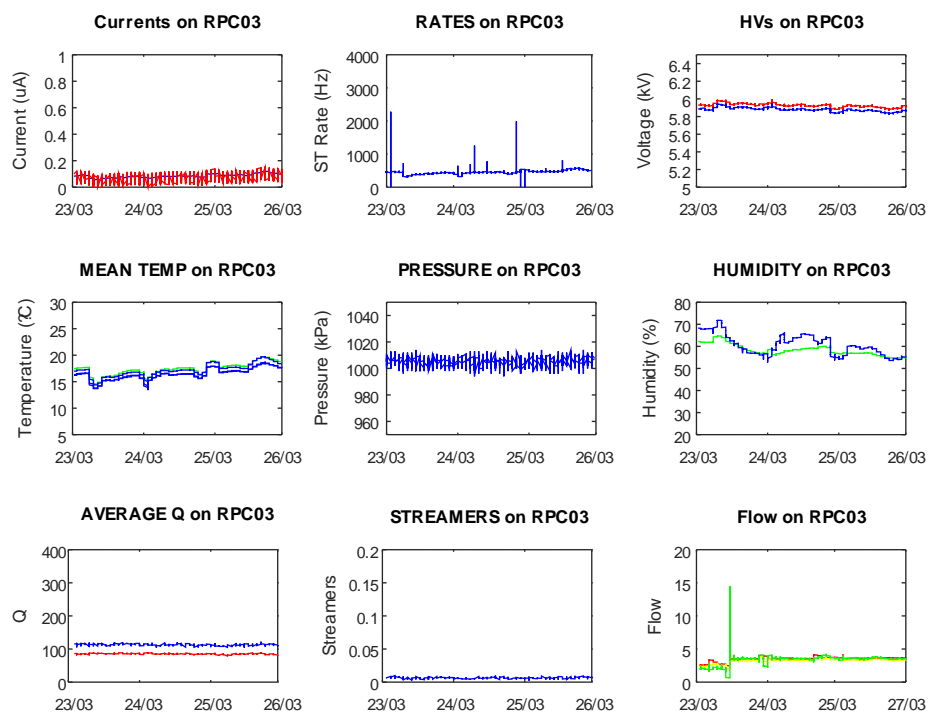 Currents on RPC03
RATES on RPC03
HVs on RPC03
Current (uA)
1
0.8
0.6
0.4
0.2
0
23/03 24/03 25/03 26/03
ST Rate (Hz)
4000
3000
2000
1000
0
23/03 24/03 25/03 26/03
Voltage (kV)
6.4
6.2
6
5.8
5.6
5.4
5.2
5
23/03 24/03 25/03 27/03
MEAN TEMP on RPC03
PRESSURE on RPC03
HUMIDITY on RPC03
Temperature (?C)
30
25
20
15
10
5
23/03 24/03 25/03 26/03
Pressure (kPa)
1040
1020
1000
980
960
23/03 24/03 25/03 26/03
Humidity (%)
80
70
60
50
40
30
20
23/03 24/03 25/03 26/03
AVERAGE Q on RPC03
STREAMERS on RPC03
Flow on RPC03
Q
400
300
200
100
0
23/03 24/03 25/03 26/03
Streamers
0.2
0.15
0.1
0.05
0
23/03 24/03 25/03 26/03
Flow
20
15
10
5
0
23/03 24/03 25/03 27/03